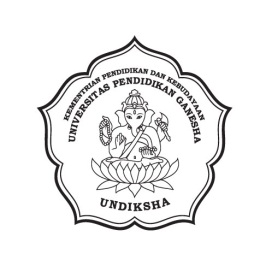 KEMENTRIAN PENDIDIKAN DAN KEBUDAYAAN
UNIVERSITAS PENDIDIKAN GANESHA
UNDIKSHA